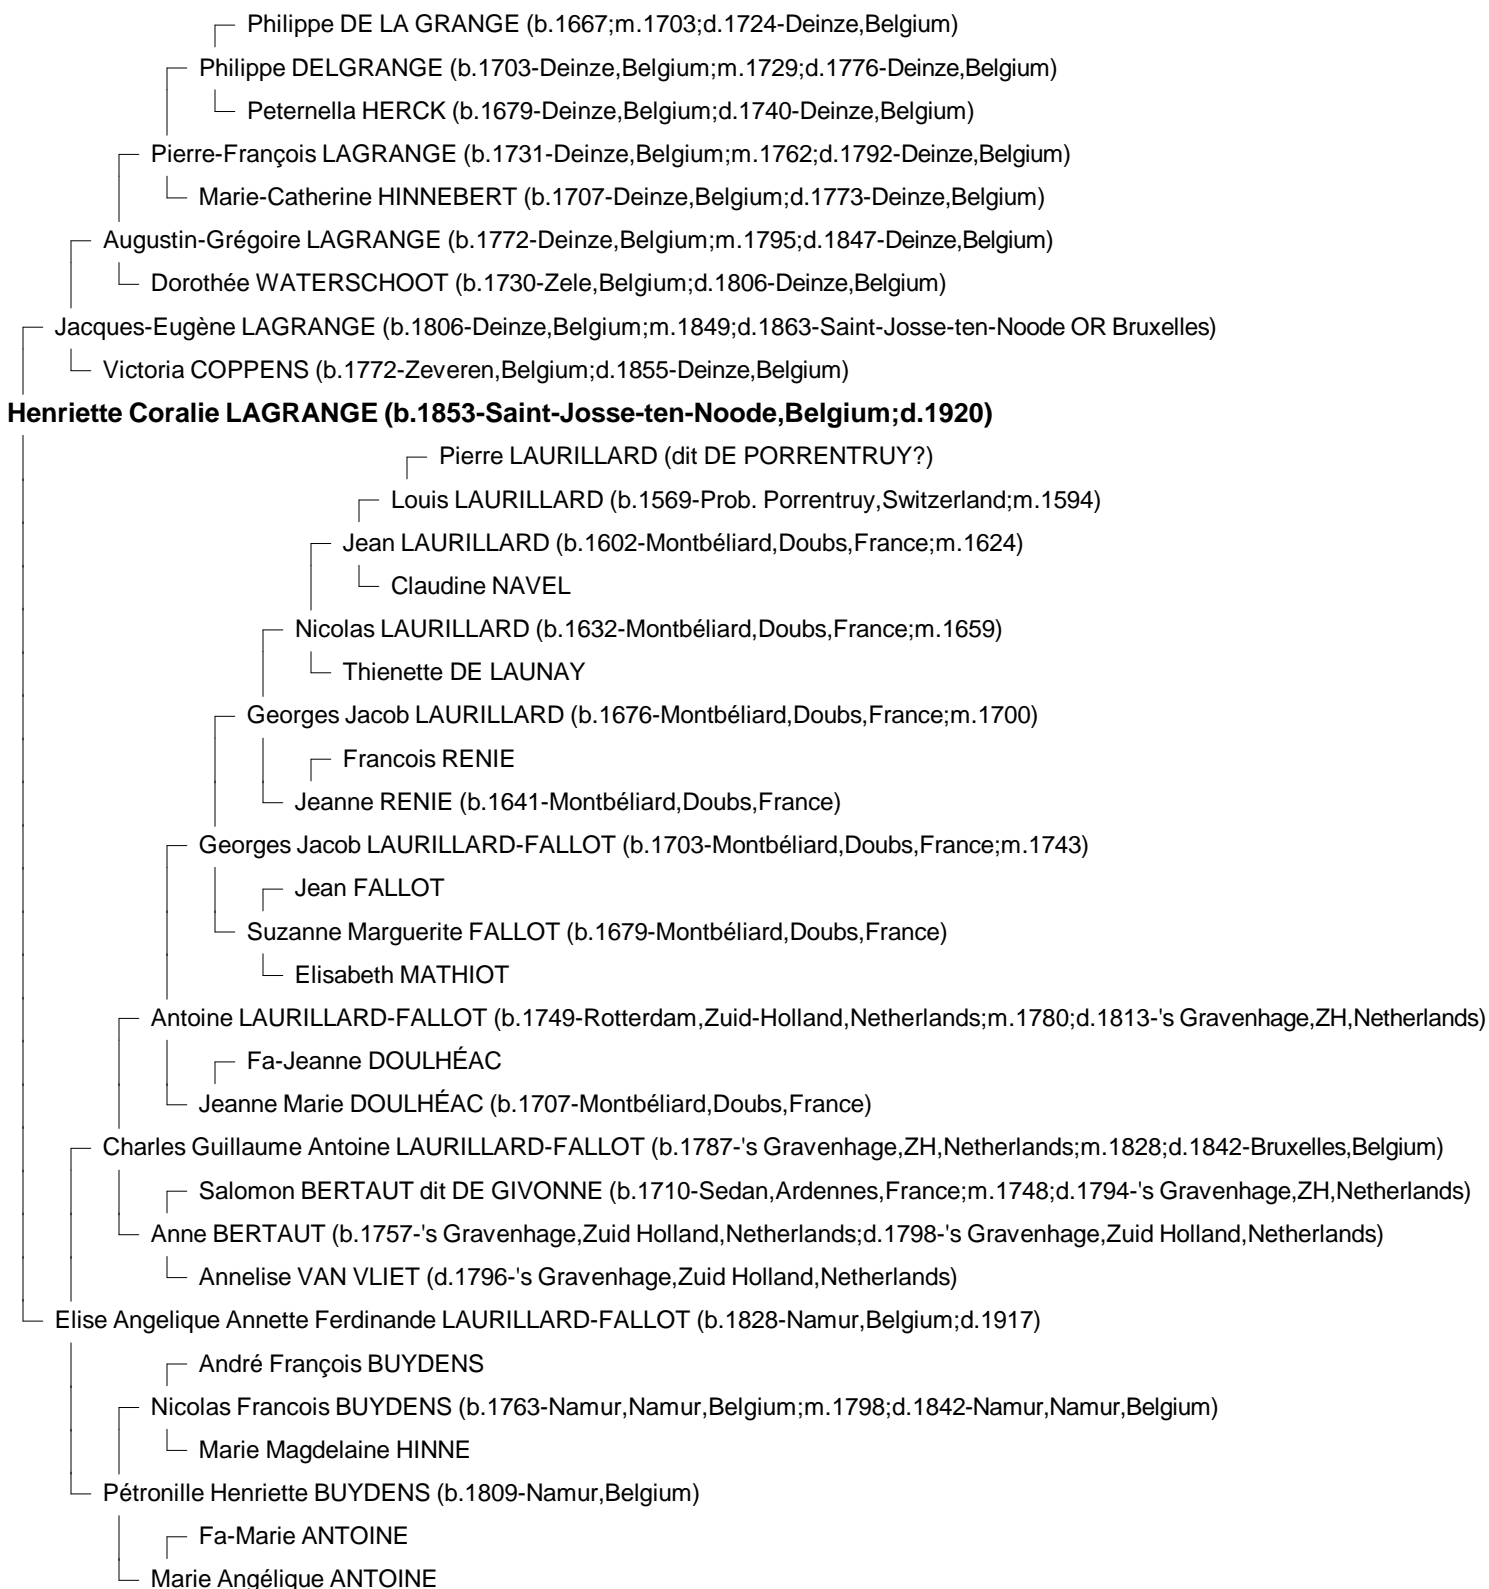 Philippe DE LA GRANGE (b.1667;m.1703;d.1724-Deinze,Belgium)
Philippe DELGRANGE (b.1703-Deinze,Belgium;m.1729;d.1776-Deinze,Belgium)
Peternella HERCK (b.1679-Deinze,Belgium;d.1740-Deinze,Belgium)
Pierre-François LAGRANGE (b.1731-Deinze,Belgium;m.1762;d.1792-Deinze,Belgium)
Marie-Catherine HINNEBERT (b.1707-Deinze,Belgium;d.1773-Deinze,Belgium)
Augustin-Grégoire LAGRANGE (b.1772-Deinze,Belgium;m.1795;d.1847-Deinze,Belgium)
Dorothée WATERSCHOOT (b.1730-Zele,Belgium;d.1806-Deinze,Belgium)
Jacques-Eugène LAGRANGE (b.1806-Deinze,Belgium;m.1849;d.1863-Saint-Josse-ten-Noode OR Bruxelles)
Victoria COPPENS (b.1772-Zeveren,Belgium;d.1855-Deinze,Belgium)
Henriette Coralie LAGRANGE (b.1853-Saint-Josse-ten-Noode,Belgium;d.1920)
Pierre LAURILLARD (dit DE PORRENTRUY?)
Louis LAURILLARD (b.1569-Prob. Porrentruy,Switzerland;m.1594)
Jean LAURILLARD (b.1602-Montbéliard,Doubs,France;m.1624)
Claudine NAVEL
Nicolas LAURILLARD (b.1632-Montbéliard,Doubs,France;m.1659)
Thienette DE LAUNAY
Georges Jacob LAURILLARD (b.1676-Montbéliard,Doubs,France;m.1700)
Francois RENIE
Jeanne RENIE (b.1641-Montbéliard,Doubs,France)
Georges Jacob LAURILLARD-FALLOT (b.1703-Montbéliard,Doubs,France;m.1743)
Jean FALLOT
Suzanne Marguerite FALLOT (b.1679-Montbéliard,Doubs,France)
Elisabeth MATHIOT
Antoine LAURILLARD-FALLOT (b.1749-Rotterdam,Zuid-Holland,Netherlands;m.1780;d.1813-'s Gravenhage,ZH,Netherlands)
Fa-Jeanne DOULHÉAC
Jeanne Marie DOULHÉAC (b.1707-Montbéliard,Doubs,France)
Charles Guillaume Antoine LAURILLARD-FALLOT (b.1787-'s Gravenhage,ZH,Netherlands;m.1828;d.1842-Bruxelles,Belgium)
Salomon BERTAUT dit DE GIVONNE (b.1710-Sedan,Ardennes,France;m.1748;d.1794-'s Gravenhage,ZH,Netherlands)
Anne BERTAUT (b.1757-'s Gravenhage,Zuid Holland,Netherlands;d.1798-'s Gravenhage,Zuid Holland,Netherlands)
Annelise VAN VLIET (d.1796-'s Gravenhage,Zuid Holland,Netherlands)
Elise Angelique Annette Ferdinande LAURILLARD-FALLOT (b.1828-Namur,Belgium;d.1917)
André François BUYDENS
Nicolas Francois BUYDENS (b.1763-Namur,Namur,Belgium;m.1798;d.1842-Namur,Namur,Belgium)
Marie Magdelaine HINNE
Pétronille Henriette BUYDENS (b.1809-Namur,Belgium)
Fa-Marie ANTOINE
Marie Angélique ANTOINE